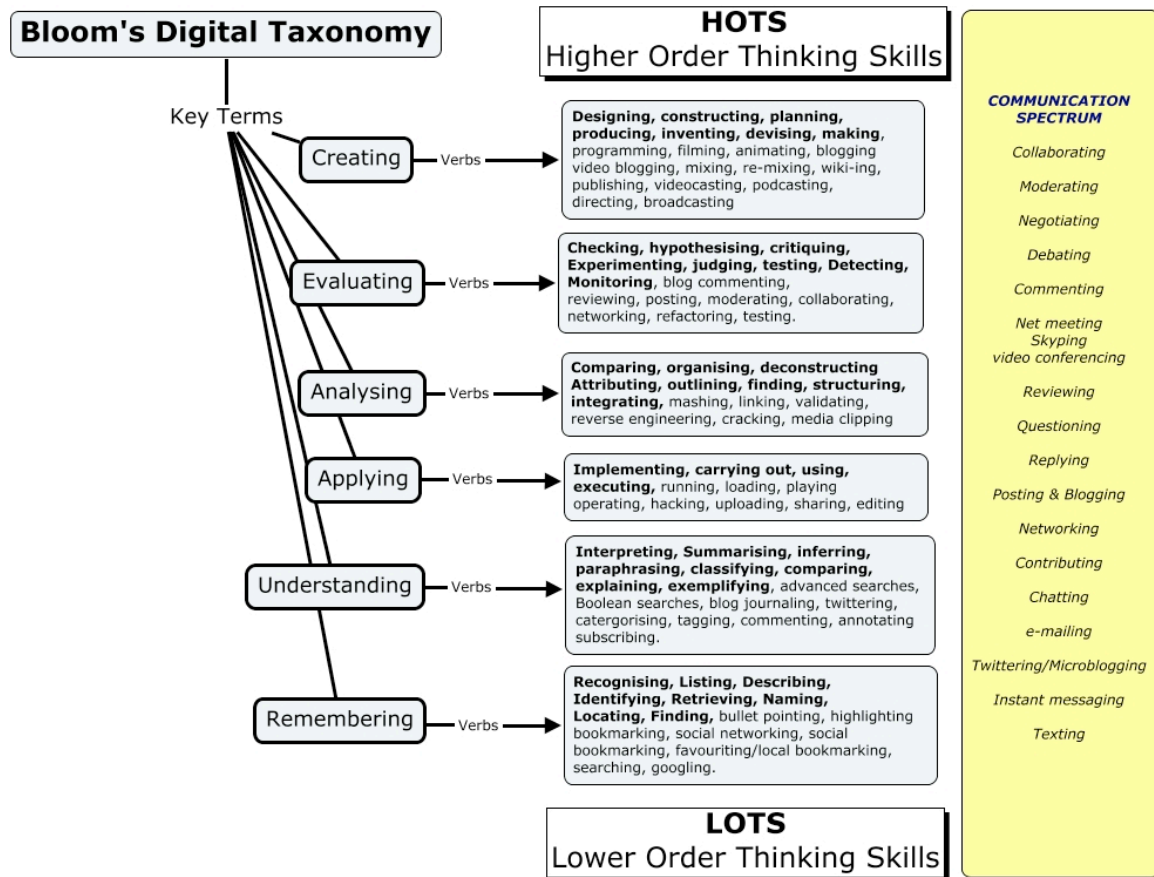 Bloom's Digital Taxonomy
HOTS
Higher Order Thinking Skills
Key Terms
Creating
Verbs
Designing, constructing, planning,
producing, inventing, devising, making,
programming, filming, animating, blogging
video blogging, mixing, re-mixing, wiki-ing,
publishing, videocasting, podcasting,
directing, broadcasting
Evaluating
Verbs
Checking, hypothesising, critiquing,
Experimenting, judging, testing, Detecting,
Monitoring, blog commenting,
reviewing, posting, moderating, collaborating,
networking, refactoring, testing.
Analysing
Verbs
Comparing, organising, deconstructing
Attributing, outlining, finding, structuring,
integrating, mashing, linking, validating,
reverse engineering, cracking, media clipping
Applying
Verbs
Implementing, carrying out, using,
executing, running, loading, playing
operating, hacking, uploading, sharing, editing
Understanding
Verbs
Interpreting, Summarising, inferring,
paraphrasing, classifying, comparing,
explaining, exemplifying, advanced searches,
Boolean searches, blog journaling, twittering,
catergorising, tagging, commenting, annotating
subscribing.
Remembering
Verbs
Recognising, Listing, Describing,
Identifying, Retrieving, Naming,
Locating, Finding, bullet pointing, highlighting
bookmarking, social networking, social
bookmarking, favouriting/local bookmarking,
searching, googling.
LOTS
Lower Order Thinking Skills
COMMUNICATION
SPECTRUM
Collaborating
Moderating
Negotiating
Debating
Commenting
Net meeting
Skyping
video conferencing
Reviewing
Questioning
Replying
Posting & Blogging
Networking
Contributing
Chatting
e-mailing
Twittering/Microblogging
Instant messaging
Texting